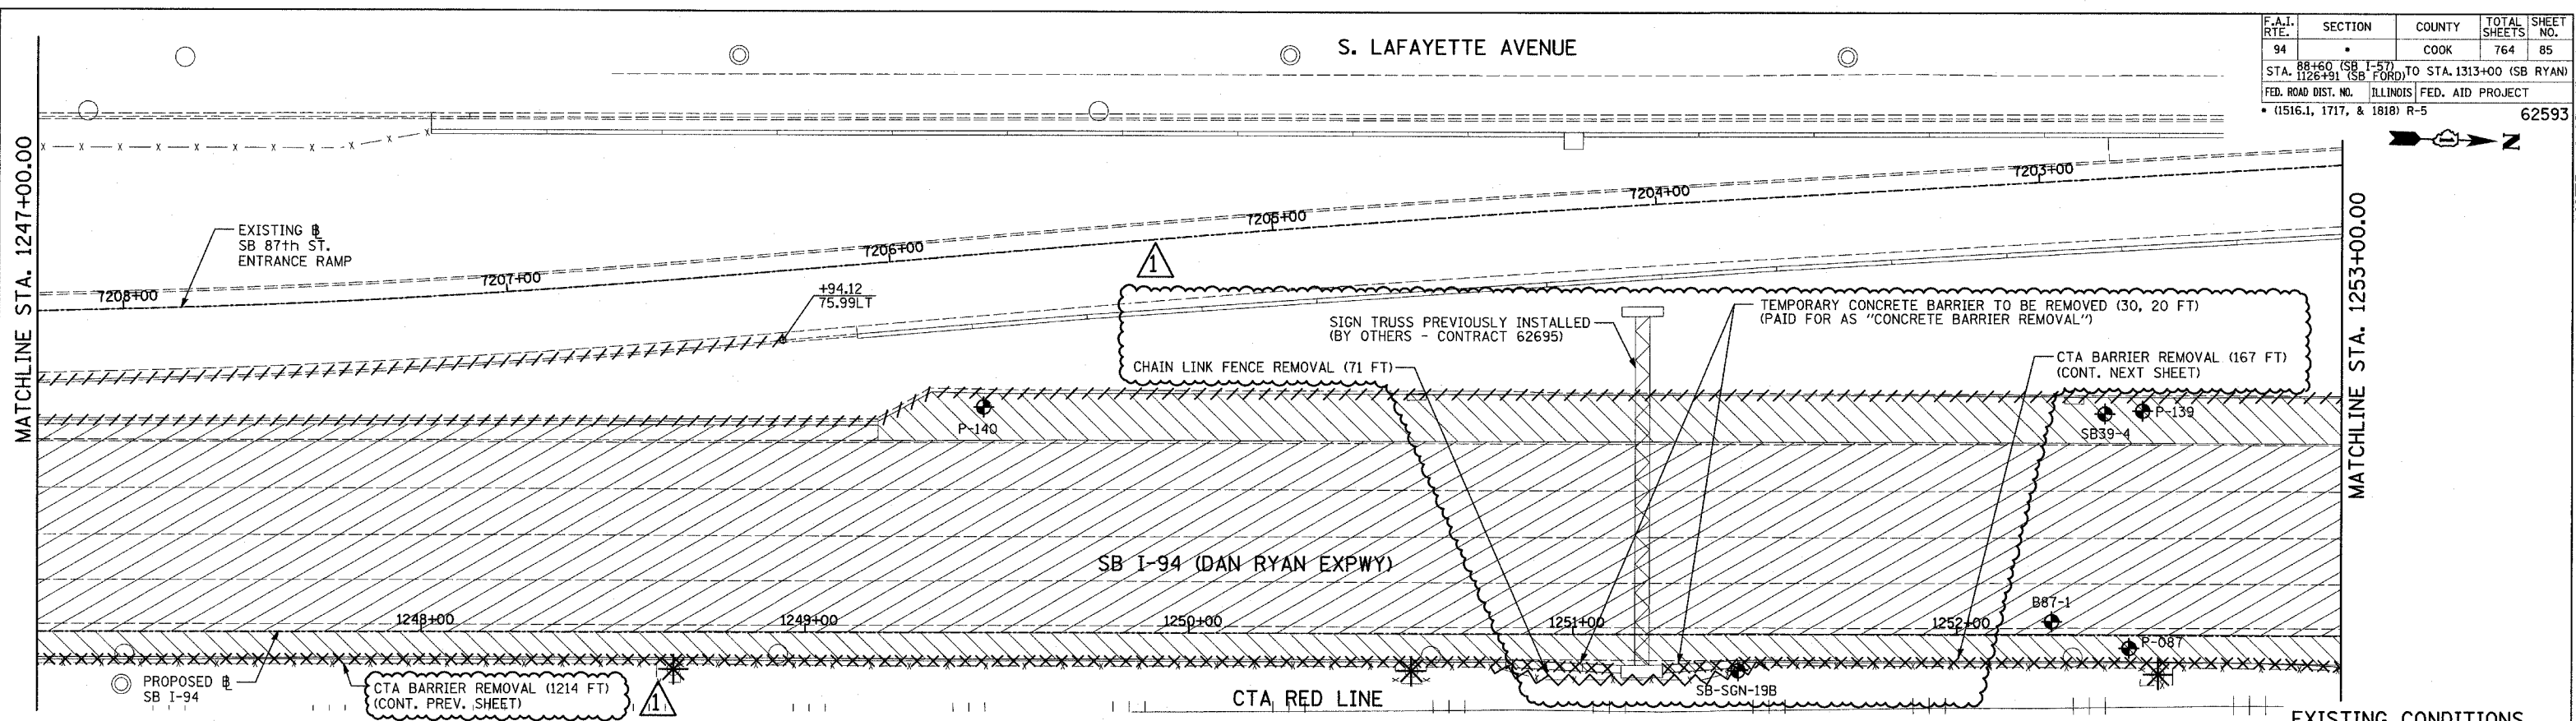 S. LAFAYETTE AVENUE
F.A.I. RTE. SECTION COUNTY TOTAL SHEETS SHEET NO.
94 • COOK 764 85
STA. 88+60 (SB I-57) 1126+91 (SB FORD) TO STA. 1313+00 (SB RYAN)
FED. ROAD DIST. NO. ILLINOIS FED. AID PROJECT
• (1516.1, 1717, & 1818) R-5
62593
N
MATCHLINE STA. 1247+00.00
MATCHLINE STA. 1253+00.00
EXISTING B
SB 87th ST.
ENTRANCE RAMP
7208+00
7207+00
7206+00
7205+00
7204+00
7203+00
+94.12
75.99LT
1
SIGN TRUSS PREVIOUSLY INSTALLED
(BY OTHERS - CONTRACT 62695)
TEMPORARY CONCRETE BARRIER TO BE REMOVED (30, 20 FT)
(PAID FOR AS "CONCRETE BARRIER REMOVAL")
CHAIN LINK FENCE REMOVAL (71 FT)
CTA BARRIER REMOVAL (167 FT)
(CONT. NEXT SHEET)
P-140
P-139
SB39-4
SB I-94 (DAN RYAN EXPWY)
1248+00
1249+00
1250+00
1251+00
1252+00
B87-1
P-087
PROPOSED B
SB I-94
CTA BARRIER REMOVAL (1214 FT)
(CONT. PREV. SHEET)
1
CTA RED LINE
SB-SGN-19B
EXISTING CONDITIONS